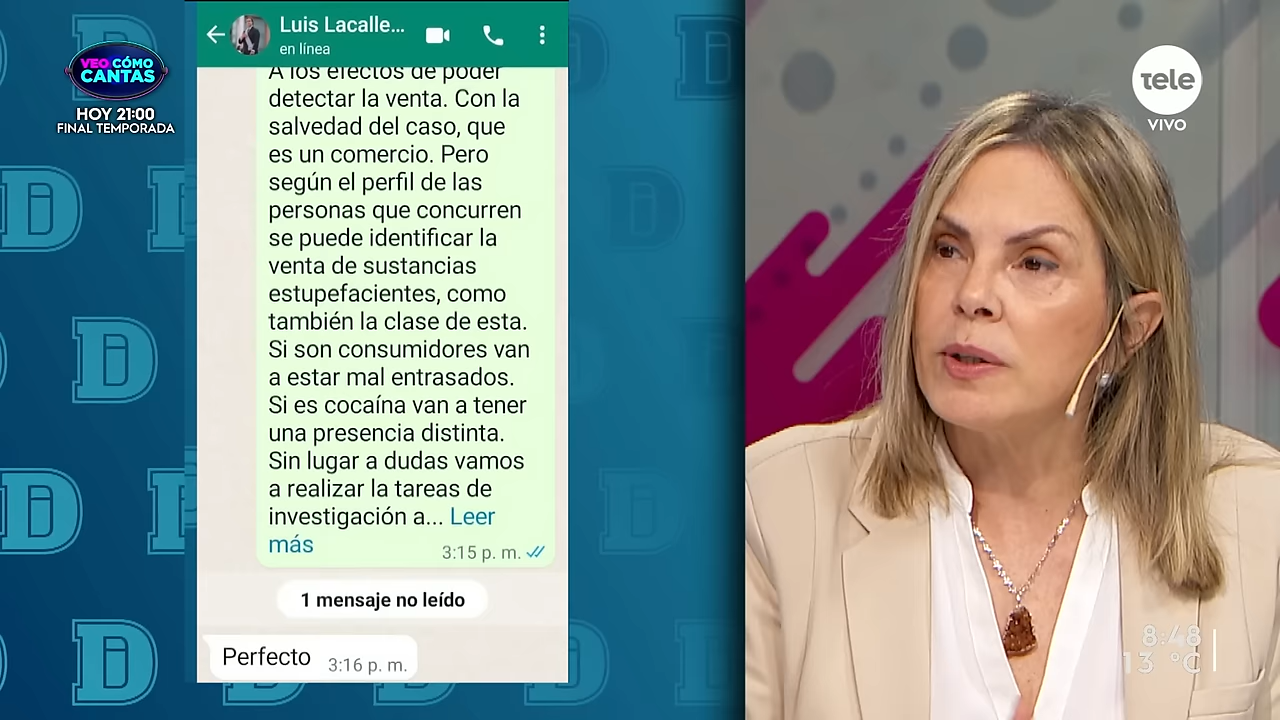 VEO CÓMO
CANTAS
HOY 21:00
FINAL TEMPORADA
Luis Lacalle...
en línea
A los efectos de poder
detectar la venta. Con la
salvedad del caso, que
es un comercio. Pero
según el perfil de las
personas que concurren
se puede identificar la
venta de sustancias
estupefacientes, como
también la clase de esta.
Si son consumidores van
a estar mal entrasados.
Si es cocaína van a tener
una presencia distinta.
Sin lugar a dudas vamos
a realizar la tareas de
investigación a... Leer
más
3:15 p. m.
1 mensaje no leído
Perfecto
3:16 p. m.
tele
VIVO
8:48
13 °C